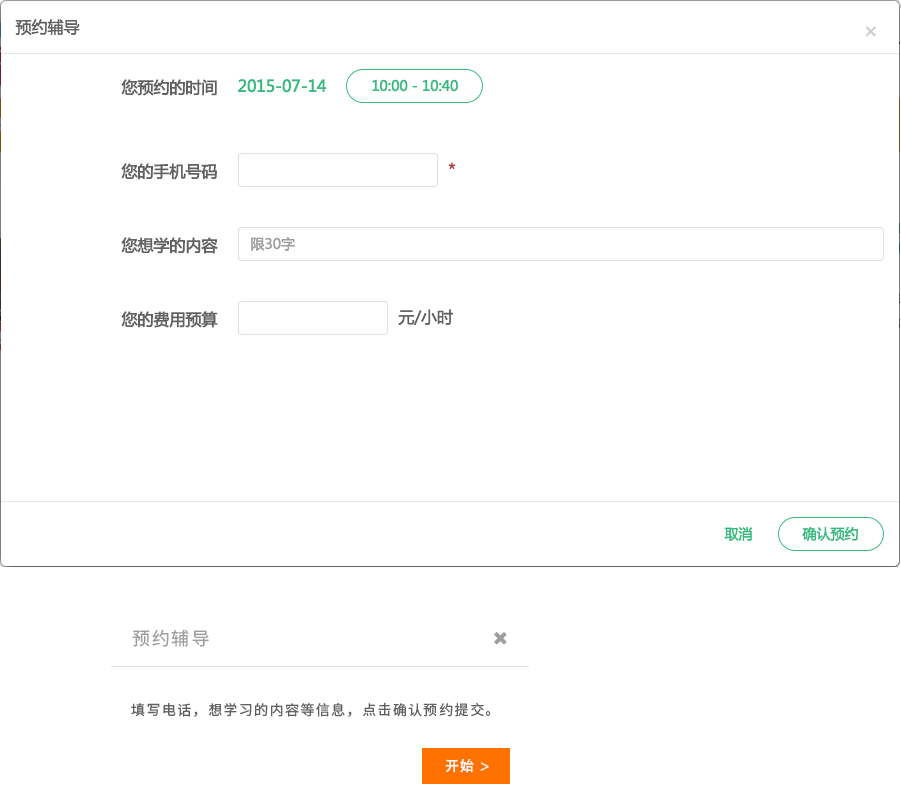 预约辅导 ×
您预约的时间 2015-07-14 10:00 - 10:40
您的手机号码 *
您想学的内容 限30字
您的费用预算 元/小时
取消 确认预约
预约辅导 ✖
填写电话，想学习的内容等信息，点击确认预约提交。
开始 >